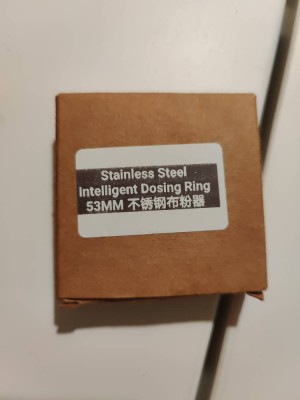 Stainless Steel
Intelligent Dosing Ring
53MM 不锈钢布粉器